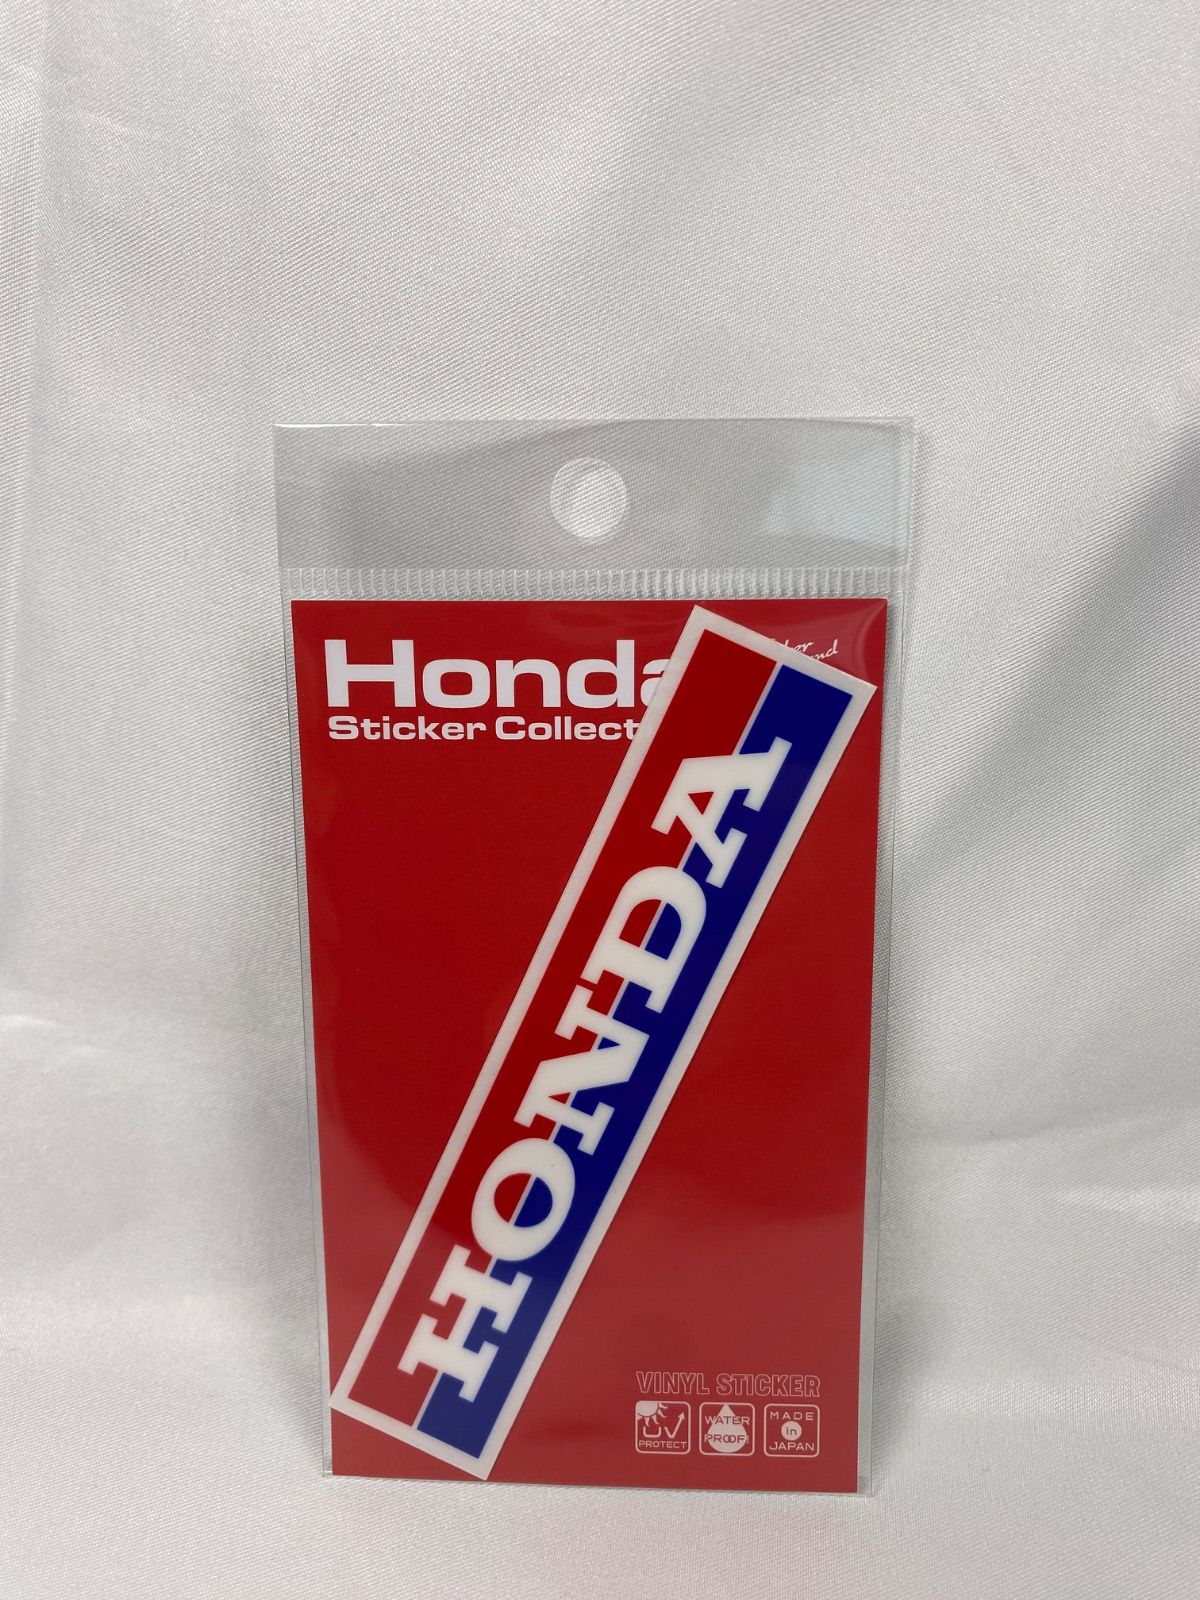 Honda
Sticker Collect
HONDA
VINYL STICKER
UV
PROTECT
WATER
PROOF
MADE
in
JAPAN